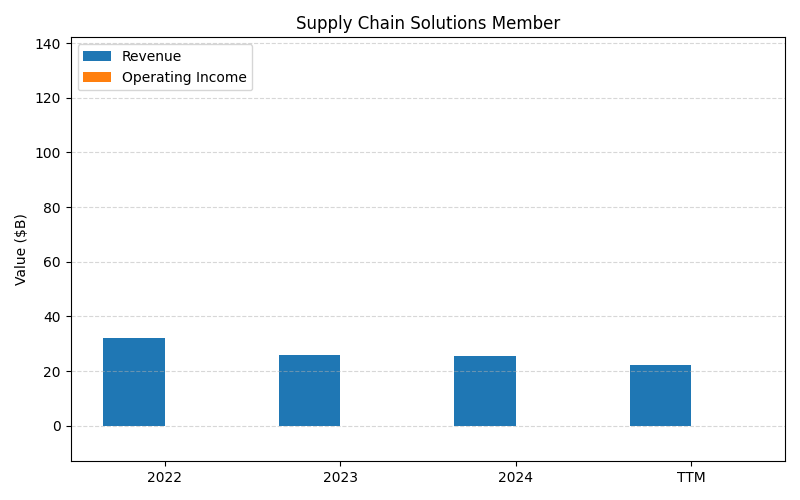 Supply Chain Solutions Member
Revenue
Operating Income
Value ($B)
140
120
100
80
60
40
20
0
2022
2023
2024
TTM